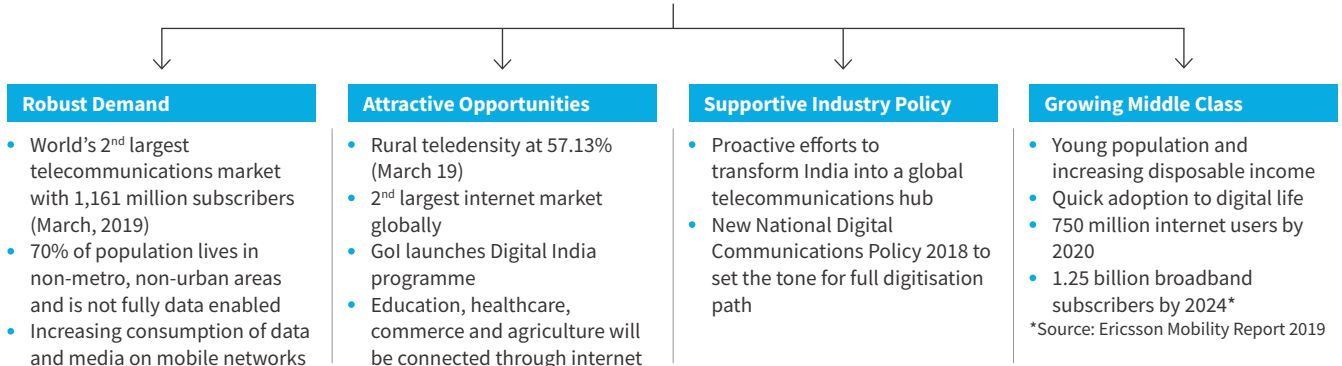 Robust Demand
• World’s 2nd largest
telecommunications market
with 1,161 million subscribers
(March, 2019)
• 70% of population lives in
non-metro, non-urban areas
and is not fully data enabled
• Increasing consumption of data
and media on mobile networks
Attractive Opportunities
• Rural teledensity at 57.13%
(March 19)
• 2nd largest internet market
globally
• GoI launches Digital India
programme
• Education, healthcare,
commerce and agriculture will
be connected through internet
Supportive Industry Policy
• Proactive efforts to
transform India into a global
telecommunications hub
• New National Digital
Communications Policy 2018 to
set the tone for full digitisation
path
Growing Middle Class
• Young population and
increasing disposable income
• Quick adoption to digital life
• 750 million internet users by
2020
• 1.25 billion broadband
subscribers by 2024*
*Source: Ericsson Mobility Report 2019